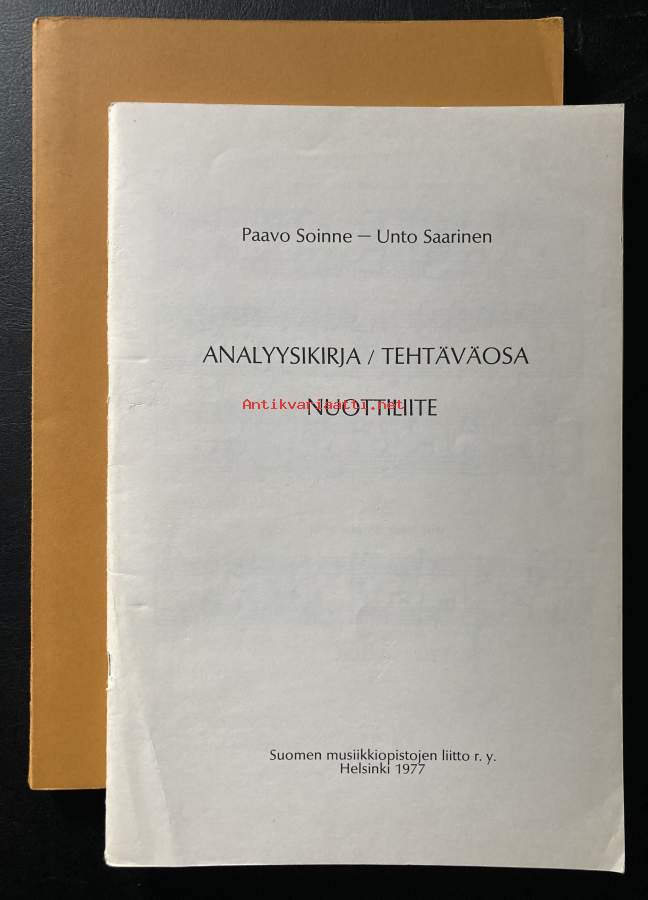 Paavo Soinne — Unto Saarinen
ANALYYSIKIRJA / TEHTÄVÄOSA
Antikvariaatti.net
NUOTTILIITE
Suomen musiikkiopistojen liitto r. y.
Helsinki 1977